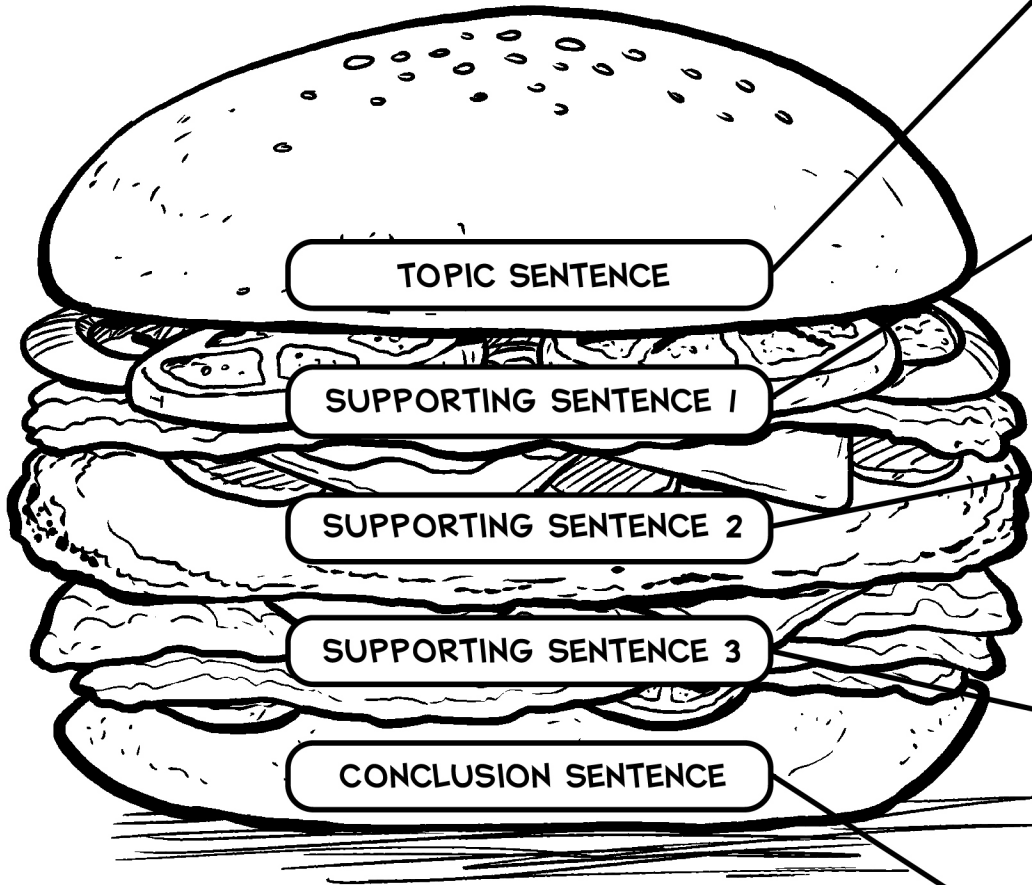 TOPIC SENTENCE
SUPPORTING SENTENCE 1
SUPPORTING SENTENCE 2
SUPPORTING SENTENCE 3
CONCLUSION SENTENCE